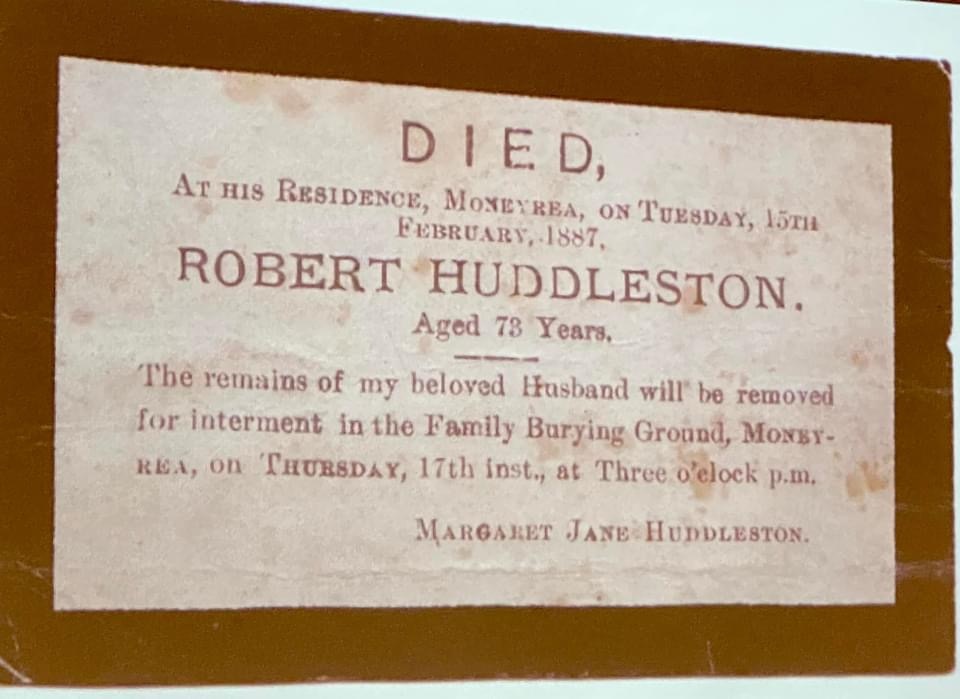 DIED,
At his Residence, Moneyrea, on Tuesday, 15th
February, 1887,
ROBERT HUDDLESTON.
Aged 73 Years.
The remains of my beloved Husband will be removed
for interment in the Family Burying Ground, Money-
rea, on Thursday, 17th inst., at Three o'clock p.m.
Margaret Jane Huddleston.